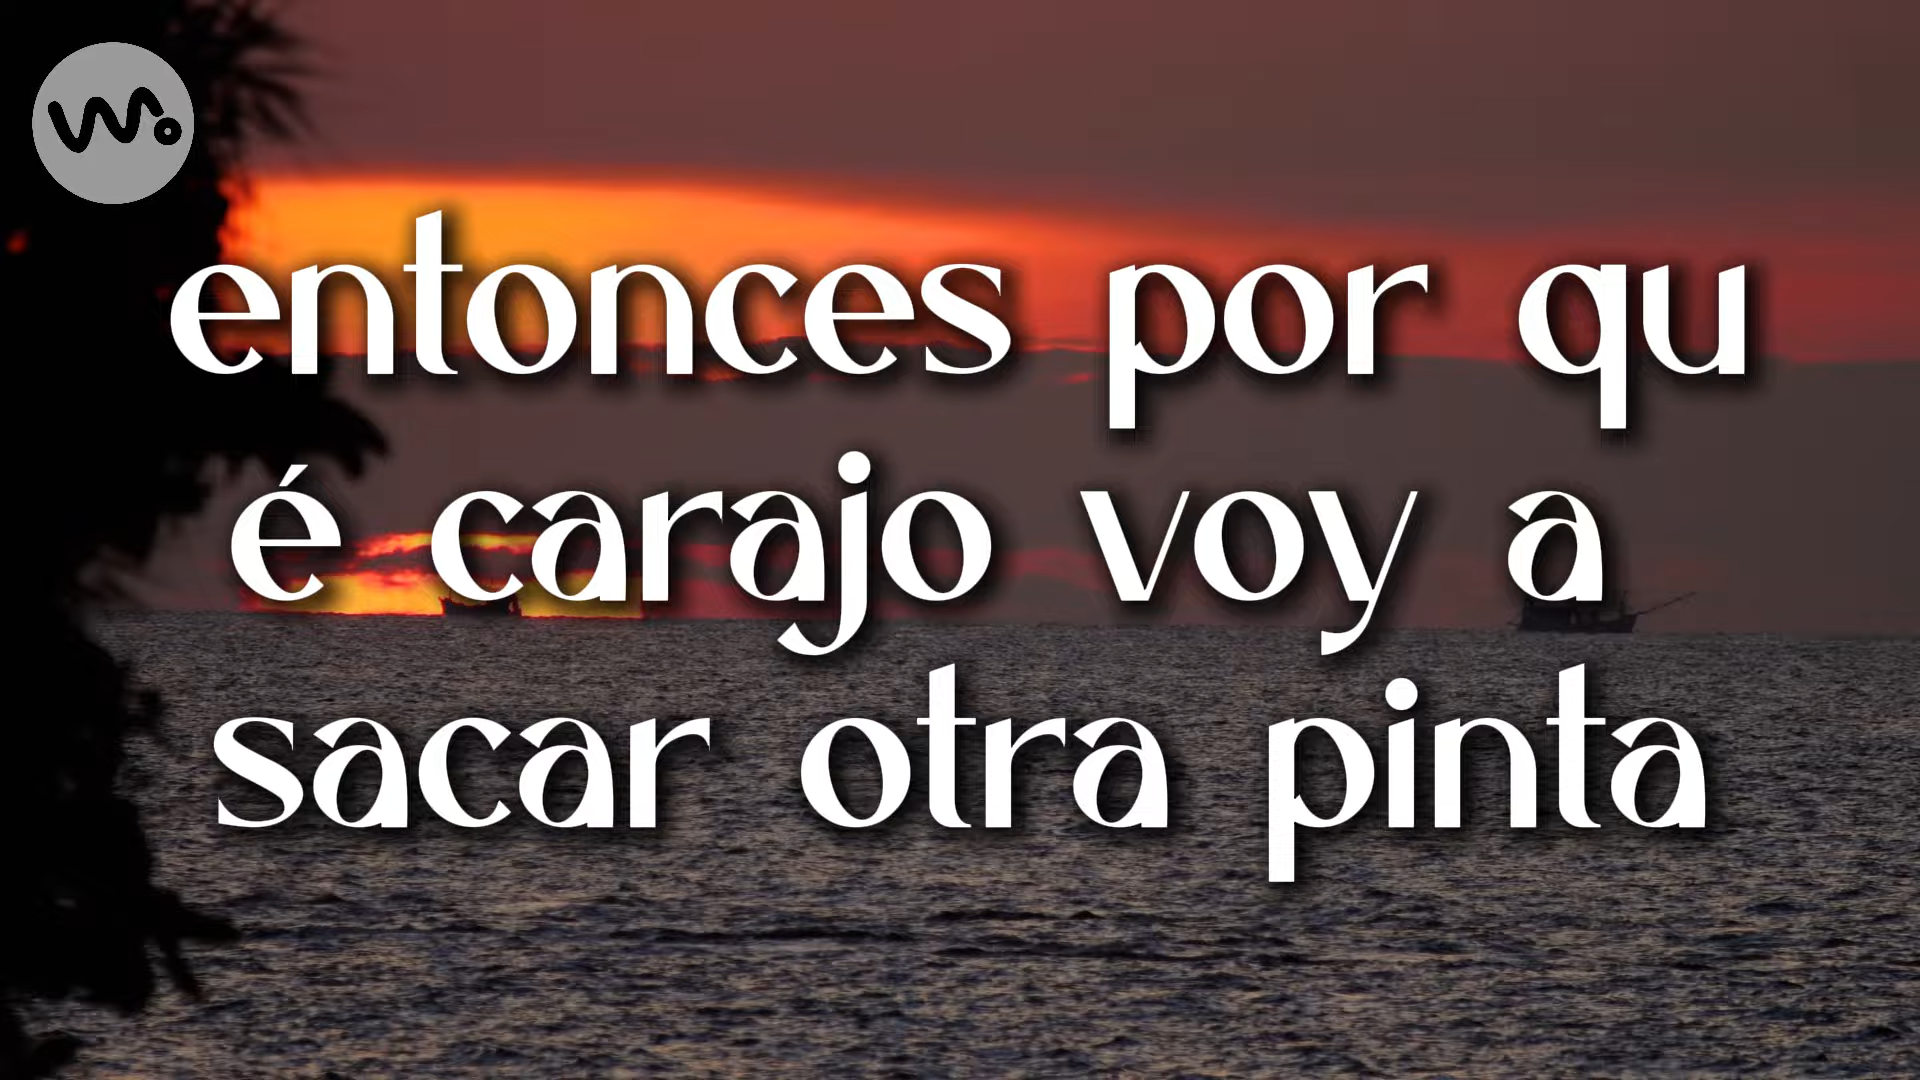 entonces por qu
é carajo voy a
sacar otra pinta